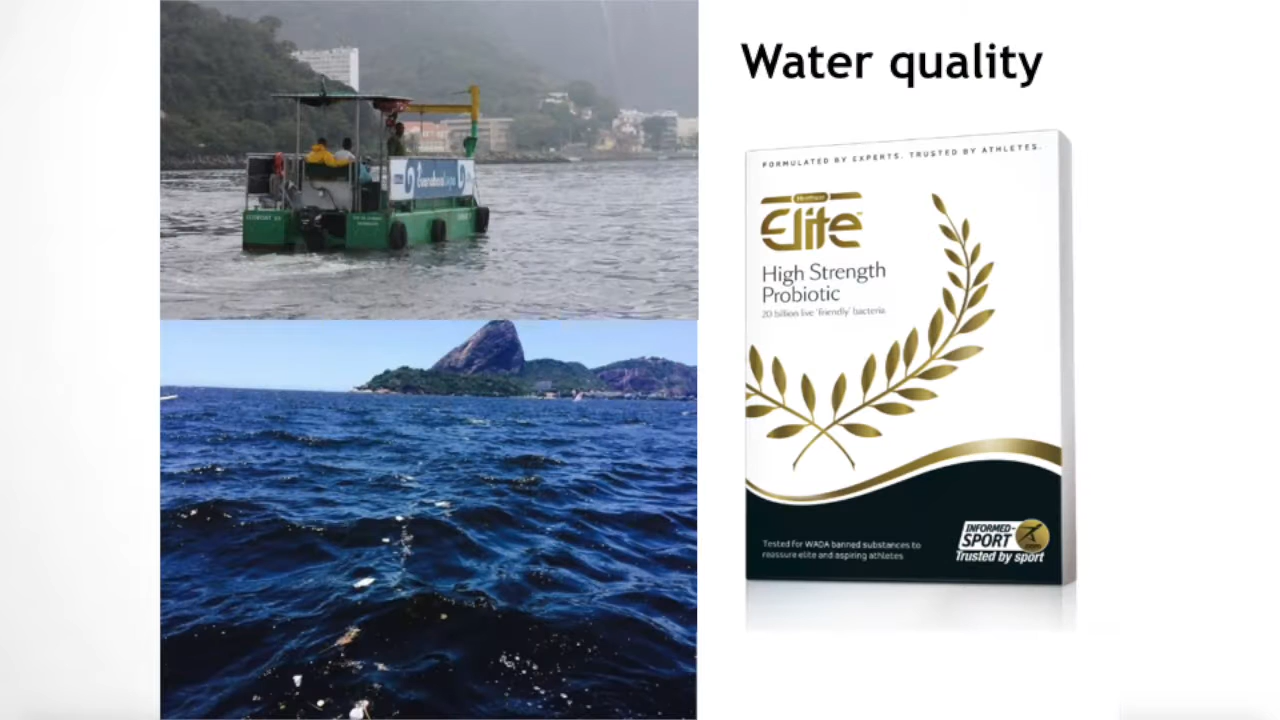 Water quality
FORMULATED BY EXPERTS. TRUSTED BY ATHLETES.
Elite
High Strength
Probiotic
20 billion live 'friendly' bacteria
INFORMED-
SPORT
Trusted by sport
Tested for WADA banned substances to
reassure elite and aspiring athletes